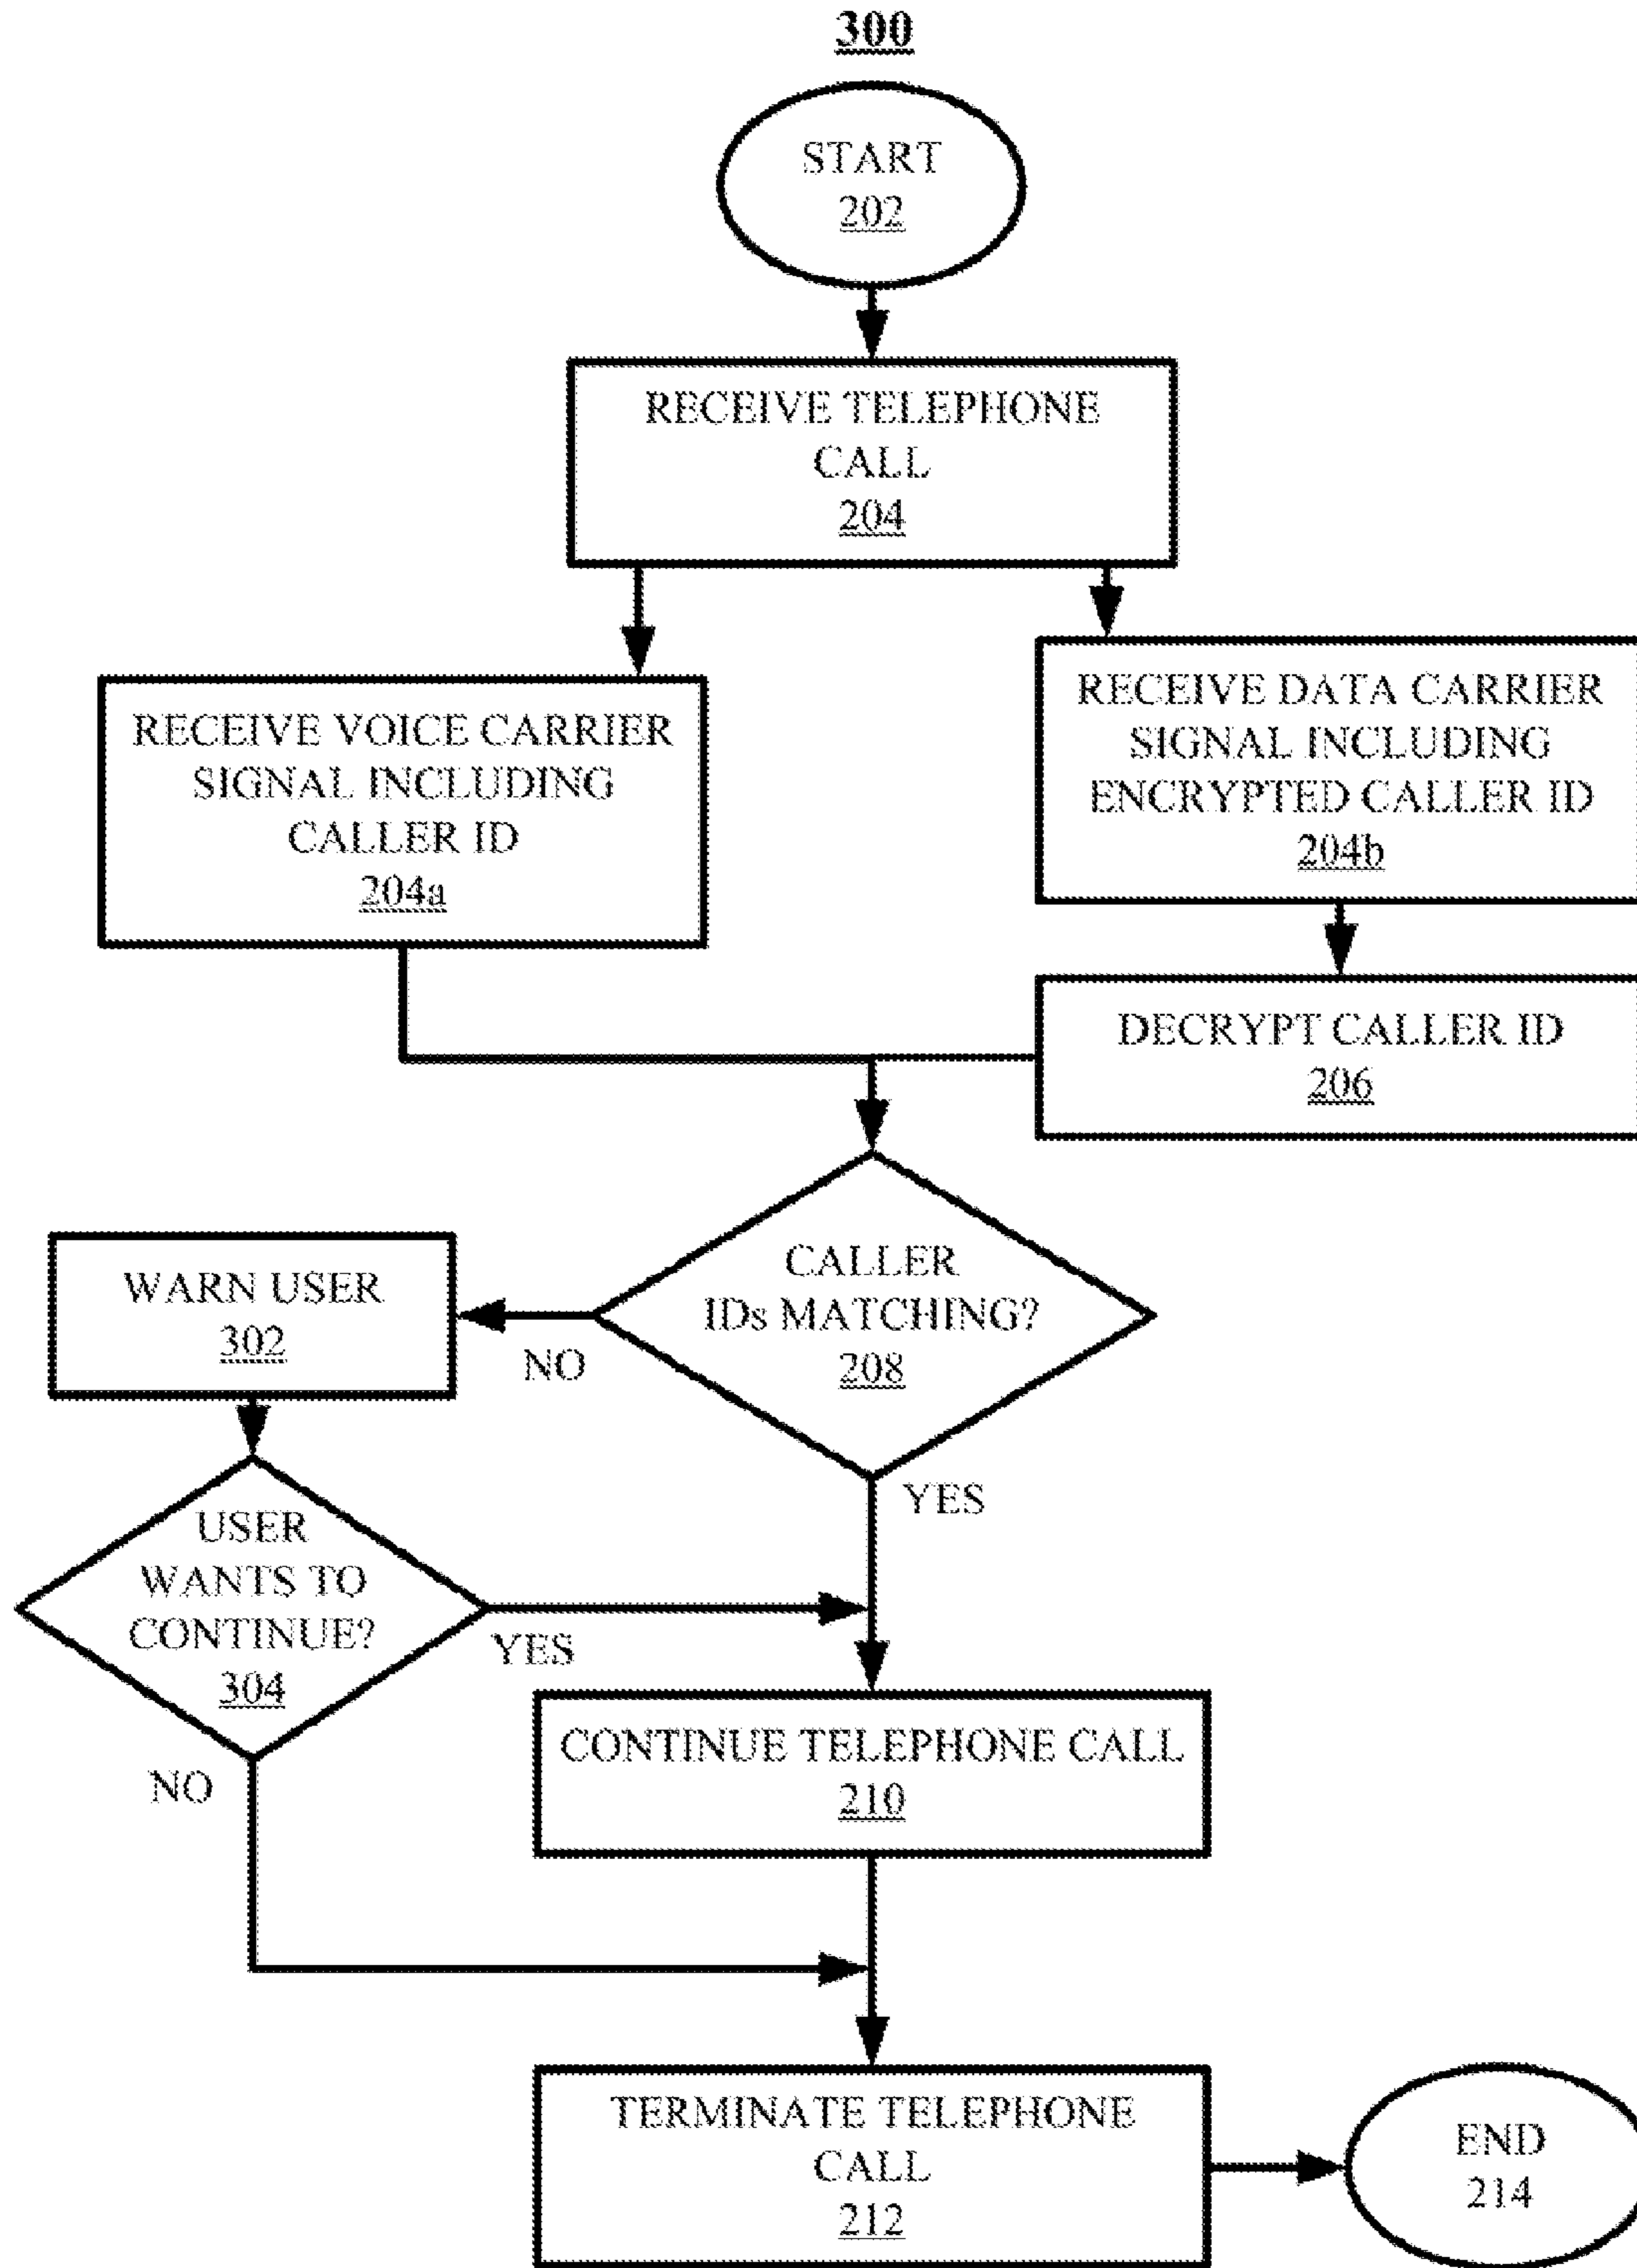 300
START
202
RECEIVE TELEPHONE
CALL
204
RECEIVE VOICE CARRIER
SIGNAL INCLUDING
CALLER ID
204a
RECEIVE DATA CARRIER
SIGNAL INCLUDING
ENCRYPTED CALLER ID
204b
DECRYPT CALLER ID
206
CALLER
IDs MATCHING?
208
NO
YES
WARN USER
302
USER
WANTS TO
CONTINUE?
304
YES
NO
CONTINUE TELEPHONE CALL
210
TERMINATE TELEPHONE
CALL
212
END
214